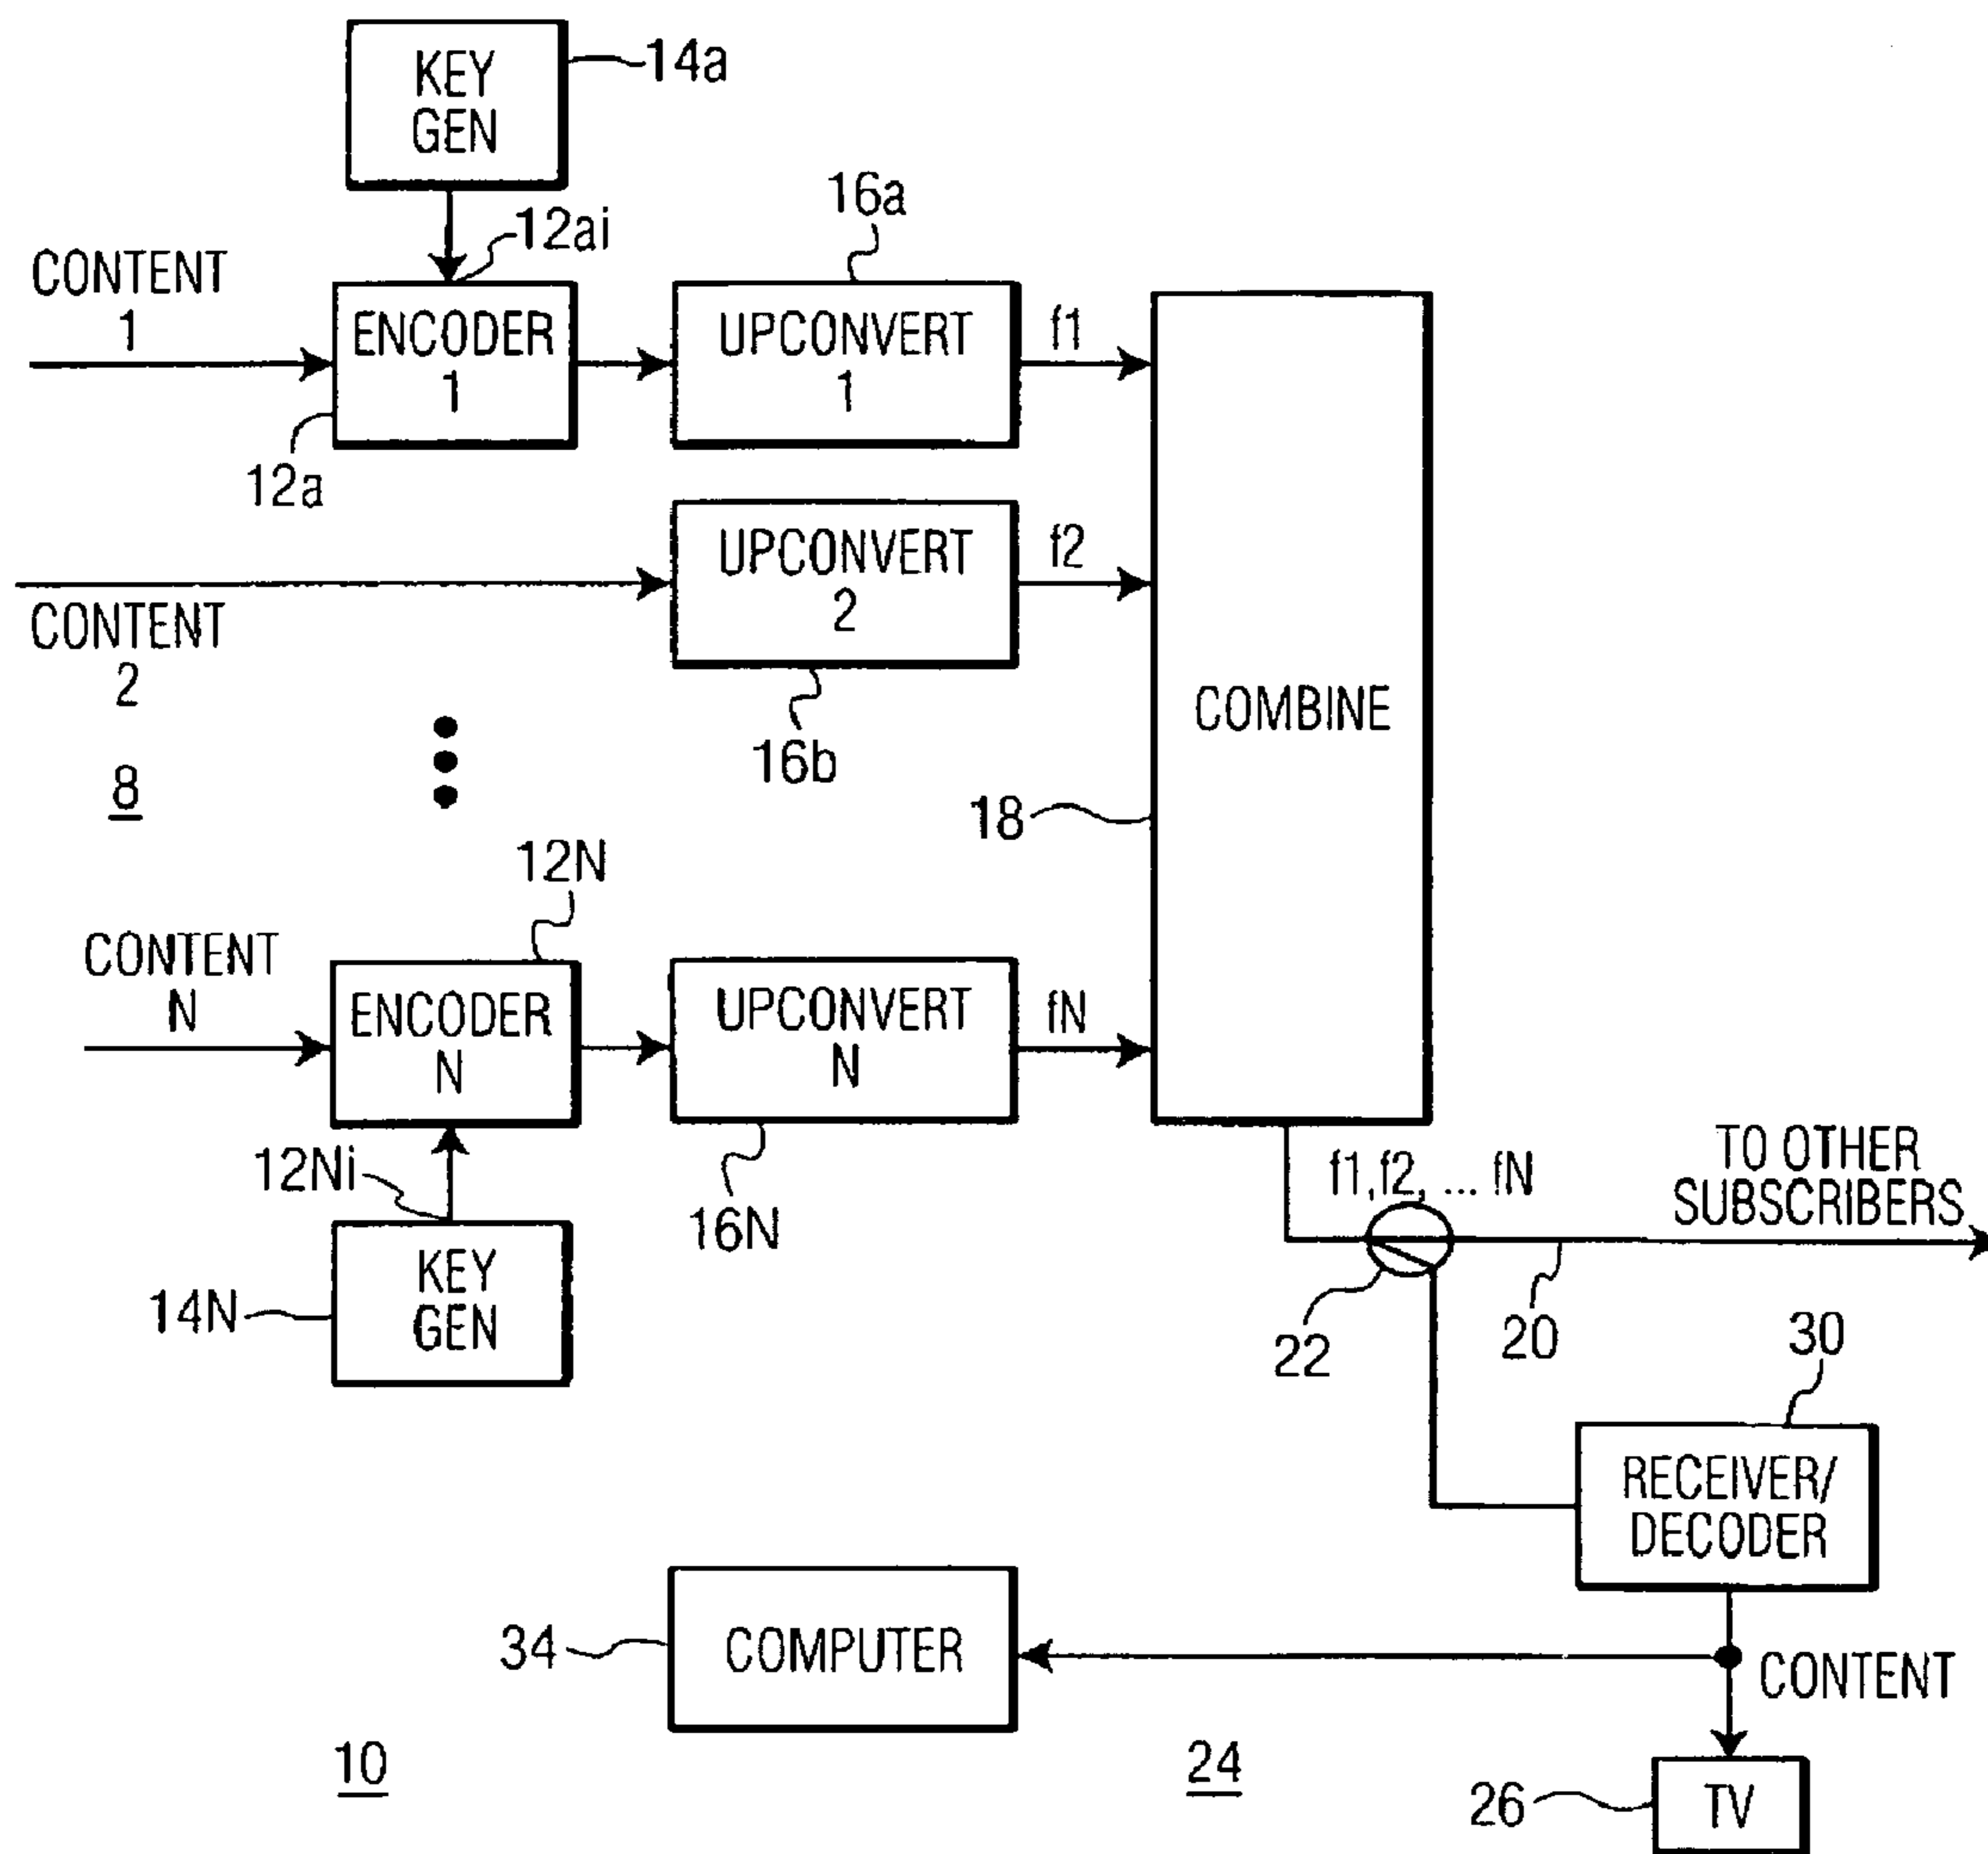 KEY
GEN
14a
12ai
16a
CONTENT
1
ENCODER
1
UPCONVERT
1
f1
12a
UPCONVERT
2
f2
CONTENT
2
16b
COMBINE
8
18
12N
CONTENT
N
ENCODER
N
UPCONVERT
N
fN
12Ni
16N
f1,f2, ... fN
TO OTHER
SUBSCRIBERS
KEY
GEN
14N
22
20
30
RECEIVER/
DECODER
34
COMPUTER
CONTENT
10
24
26
TV